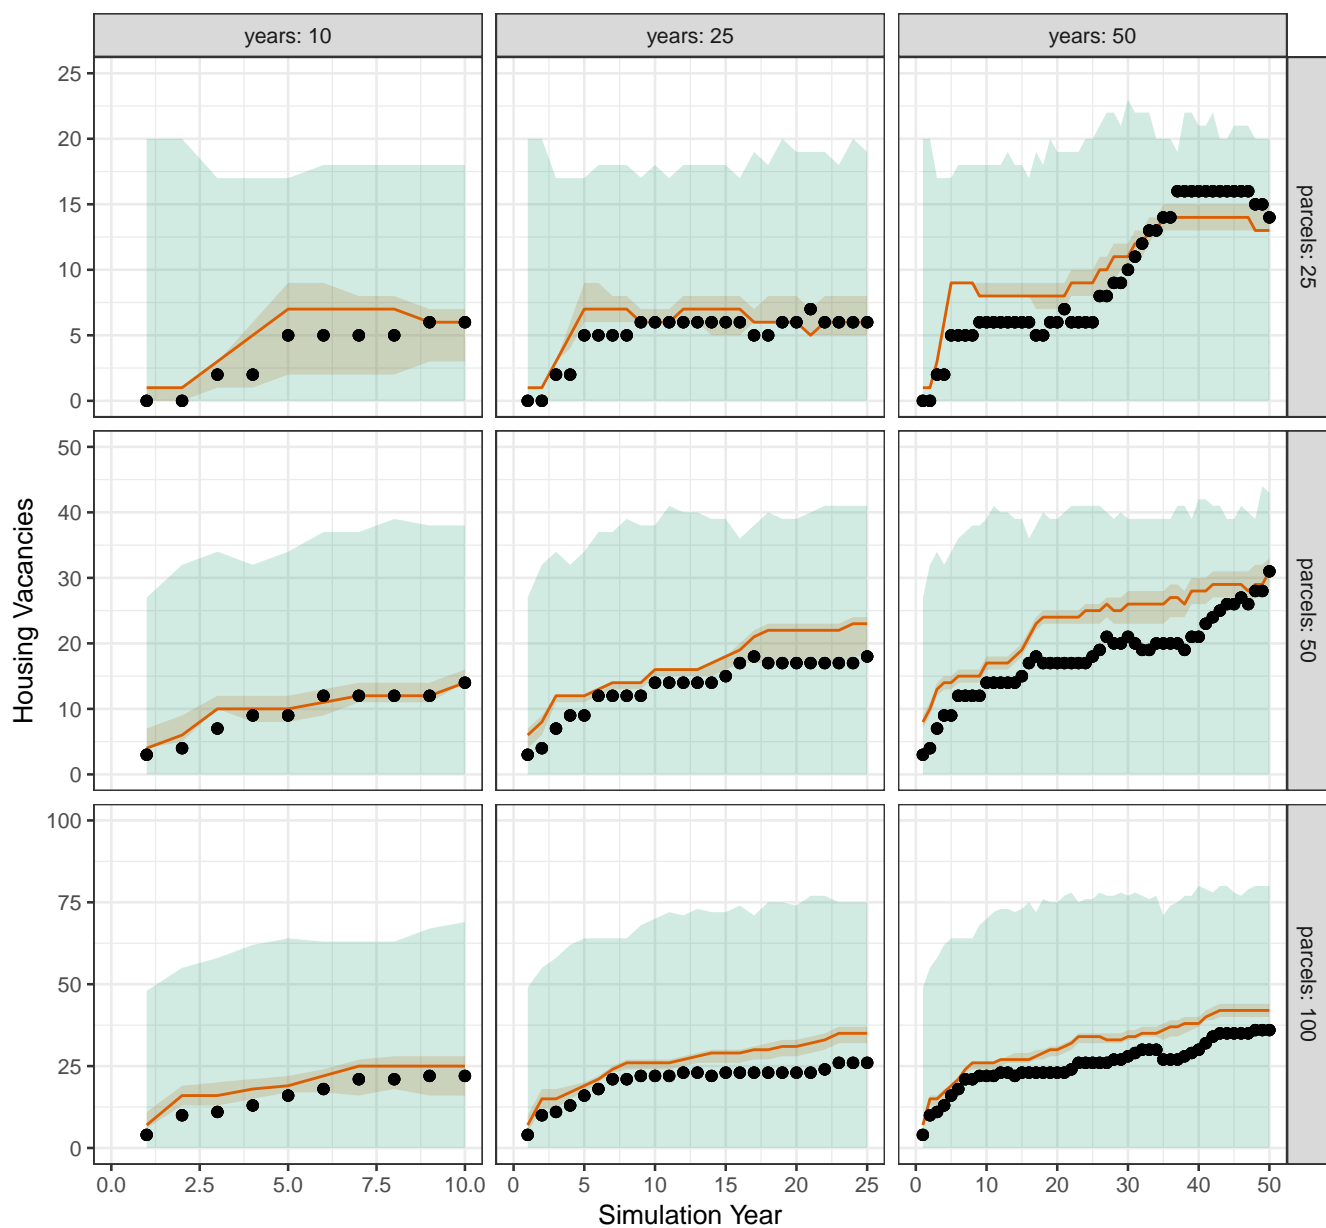 years: 10
years: 25
years: 50
25
20
15
10
5
0
parcels: 25
50
40
30
20
10
0
parcels: 50
Housing Vacancies
100
75
50
25
0
parcels: 100
0.0 2.5 5.0 7.5 10.0
0 5 10 15 20 25
0 10 20 30 40 50
Simulation Year